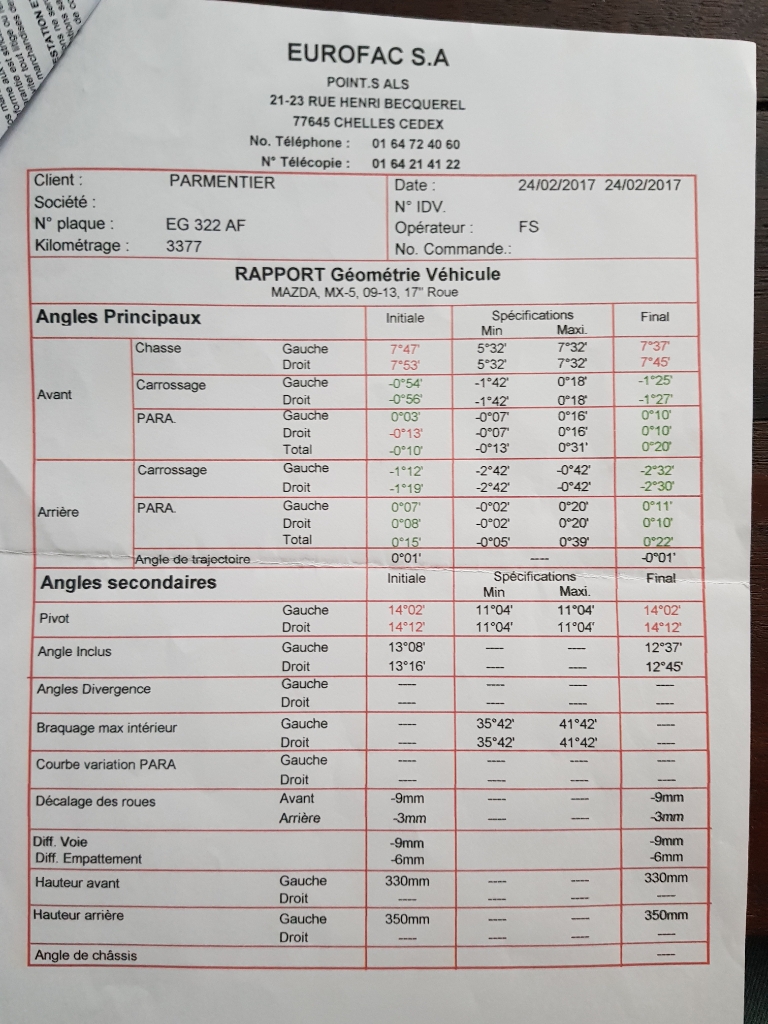 EUROFAC S.A
POINT.S ALS
21-23 RUE HENRI BECQUEREL
77645 CHELLES CEDEX
No. Téléphone : 01 64 72 40 60
N° Télécopie : 01 64 21 41 22
Client : PARMENTIER Date : 24/02/2017 24/02/2017
Société : N° IDV.
N° plaque : EG 322 AF Opérateur : FS
Kilométrage : 3377 No. Commande.:
RAPPORT Géométrie Véhicule
MAZDA, MX-5, 09-13, 17" Roue
Angles Principaux Initiale Spécifications Final
Min Maxi.
Avant
Chasse Gauche 7°47' 5°32' 7°32' 7°37'
Droit 7°53' 5°32' 7°32' 7°45'
Carrossage Gauche -0°54' -1°42' 0°18' -1°25'
Droit -0°56' -1°42' 0°18' -1°27'
PARA. Gauche 0°03' -0°07' 0°16' 0°10'
Droit -0°13' -0°07' 0°16' 0°10'
Total -0°10' -0°13' 0°31' 0°20'
Arrière
Carrossage Gauche -1°12' -2°42' -0°42' -2°32'
Droit -1°19' -2°42' -0°42' -2°30'
PARA. Gauche 0°07' -0°02' 0°20' 0°11'
Droit 0°08' -0°02' 0°20' 0°10'
Total 0°15' -0°05' 0°39' 0°22'
Angle de trajectoire 0°01' ---- -0°01'
Angles secondaires Initiale Spécifications Final
Min Maxi.
Pivot Gauche 14°02' 11°04' 11°04' 14°02'
Droit 14°12' 11°04' 11°04' 14°12'
Angle Inclus Gauche 13°08' ---- ---- 12°37'
Droit 13°16' ---- ---- 12°45'
Angles Divergence Gauche ---- ---- ---- ----
Droit ---- ---- ---- ----
Braquage max intérieur Gauche ---- 35°42' 41°42' ----
Droit ---- 35°42' 41°42' ----
Courbe variation PARA Gauche ---- ---- ---- ----
Droit ---- ---- ---- ----
Décalage des roues Avant -9mm ---- ---- -9mm
Arrière -3mm ---- ---- -3mm
Diff. Voie -9mm -9mm
Diff. Empattement -6mm -6mm
Hauteur avant Gauche 330mm ---- ---- 330mm
Droit ---- ---- ---- ----
Hauteur arrière Gauche 350mm ---- ---- 350mm
Droit ---- ---- ---- ----
Angle de châssis ----